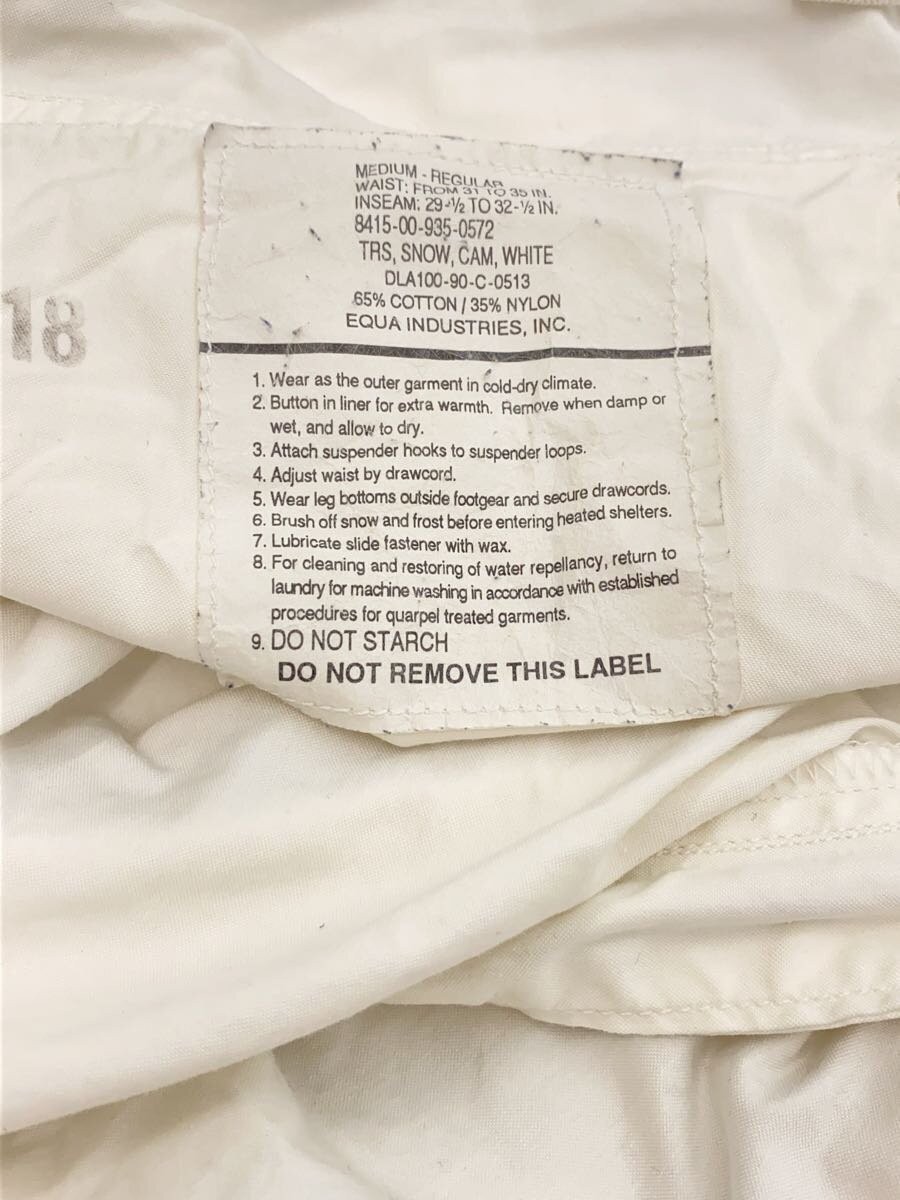 MEDIUM - REGULAR
WAIST: FROM 31 TO 35 IN.
INSEAM: 29-½ TO 32-½ IN.
8415-00-935-0572
TRS, SNOW, CAM, WHITE
DLA100-90-C-0513
65% COTTON / 35% NYLON
EQUA INDUSTRIES, INC.
18
1. Wear as the outer garment in cold-dry climate.
2. Button in liner for extra warmth. Remove when damp or
wet, and allow to dry.
3. Attach suspender hooks to suspender loops.
4. Adjust waist by drawcord.
5. Wear leg bottoms outside footgear and secure drawcords.
6. Brush off snow and frost before entering heated shelters.
7. Lubricate slide fastener with wax.
8. For cleaning and restoring of water repellancy, return to
laundry for machine washing in accordance with established
procedures for quarpel treated garments.
9. DO NOT STARCH
DO NOT REMOVE THIS LABEL